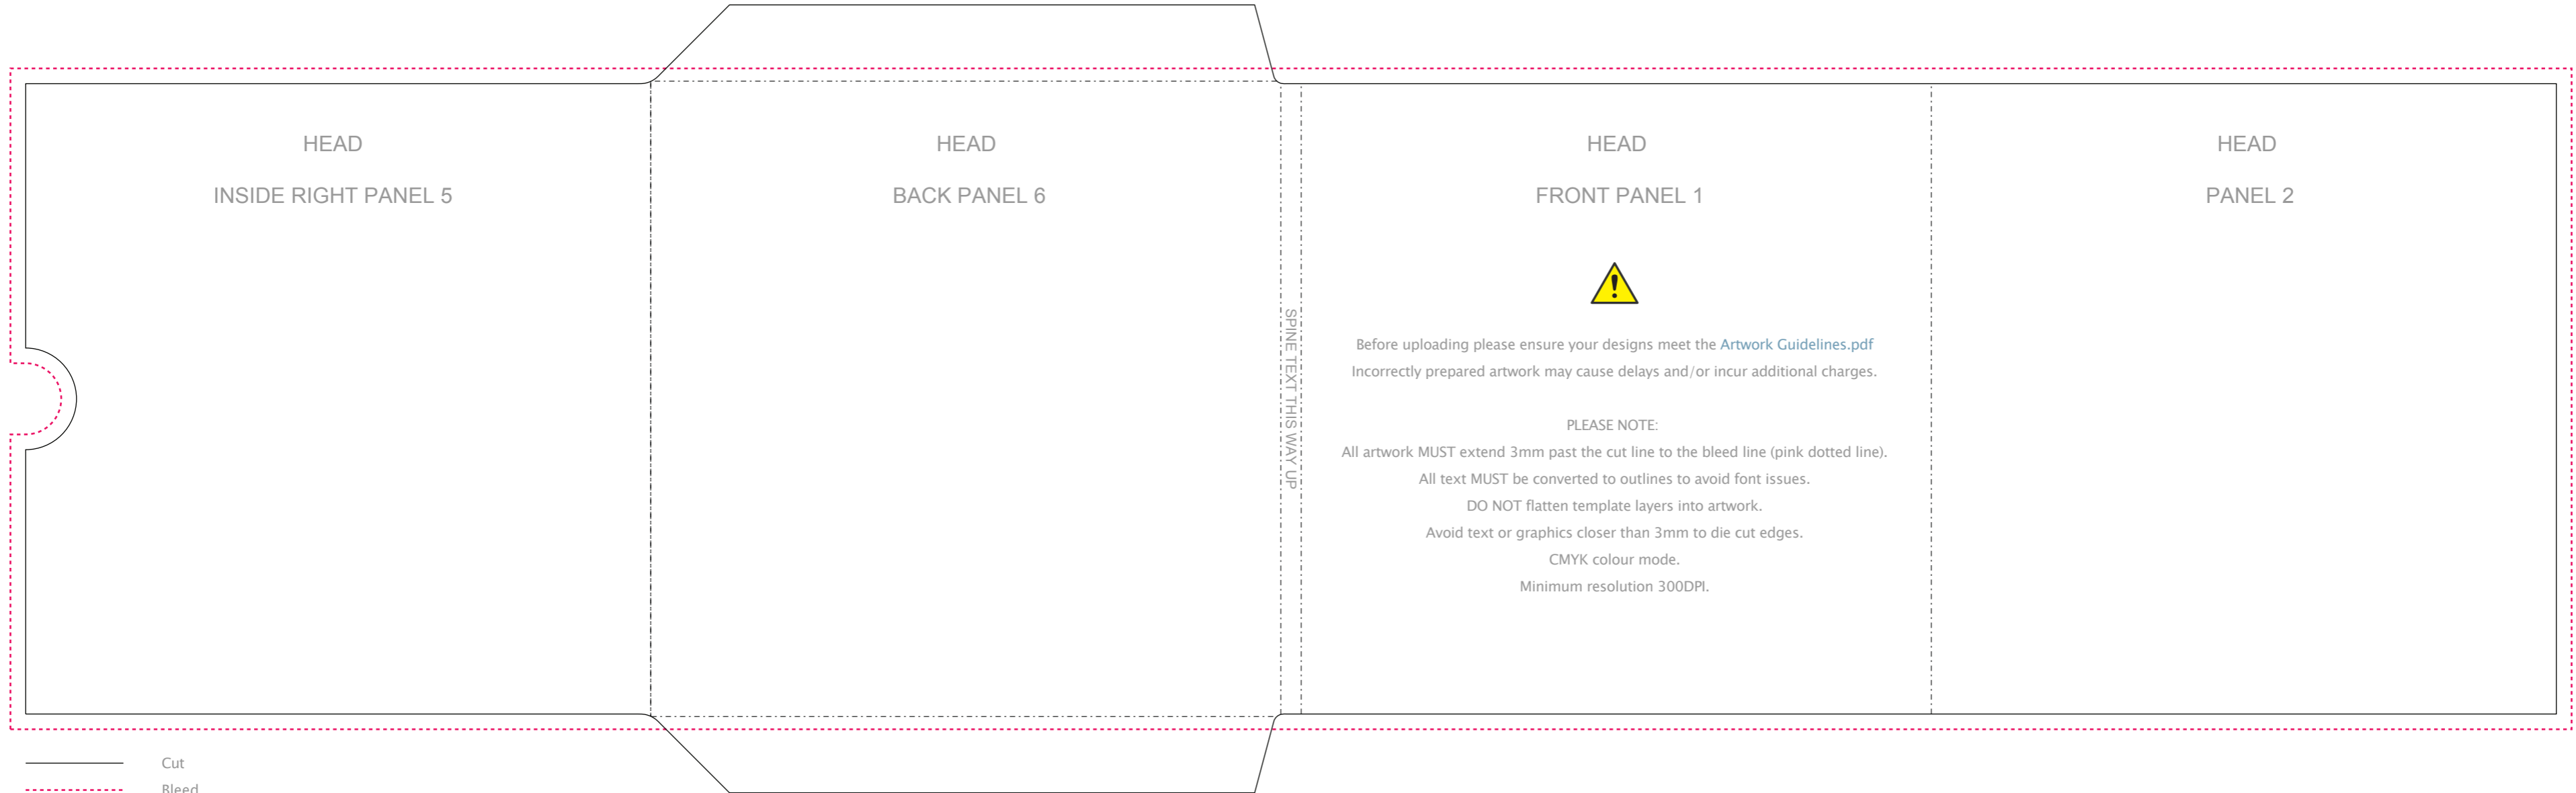 HEAD
INSIDE RIGHT PANEL 5
HEAD
BACK PANEL 6
SPINE TEXT THIS WAY UP
HEAD
FRONT PANEL 1
Before uploading please ensure your designs meet the Artwork Guidelines.pdf
Incorrectly prepared artwork may cause delays and/or incur additional charges.
PLEASE NOTE:
All artwork MUST extend 3mm past the cut line to the bleed line (pink dotted line).
All text MUST be converted to outlines to avoid font issues.
DO NOT flatten template layers into artwork.
Avoid text or graphics closer than 3mm to die cut edges.
CMYK colour mode.
Minimum resolution 300DPI.
HEAD
PANEL 2
Cut
Bleed